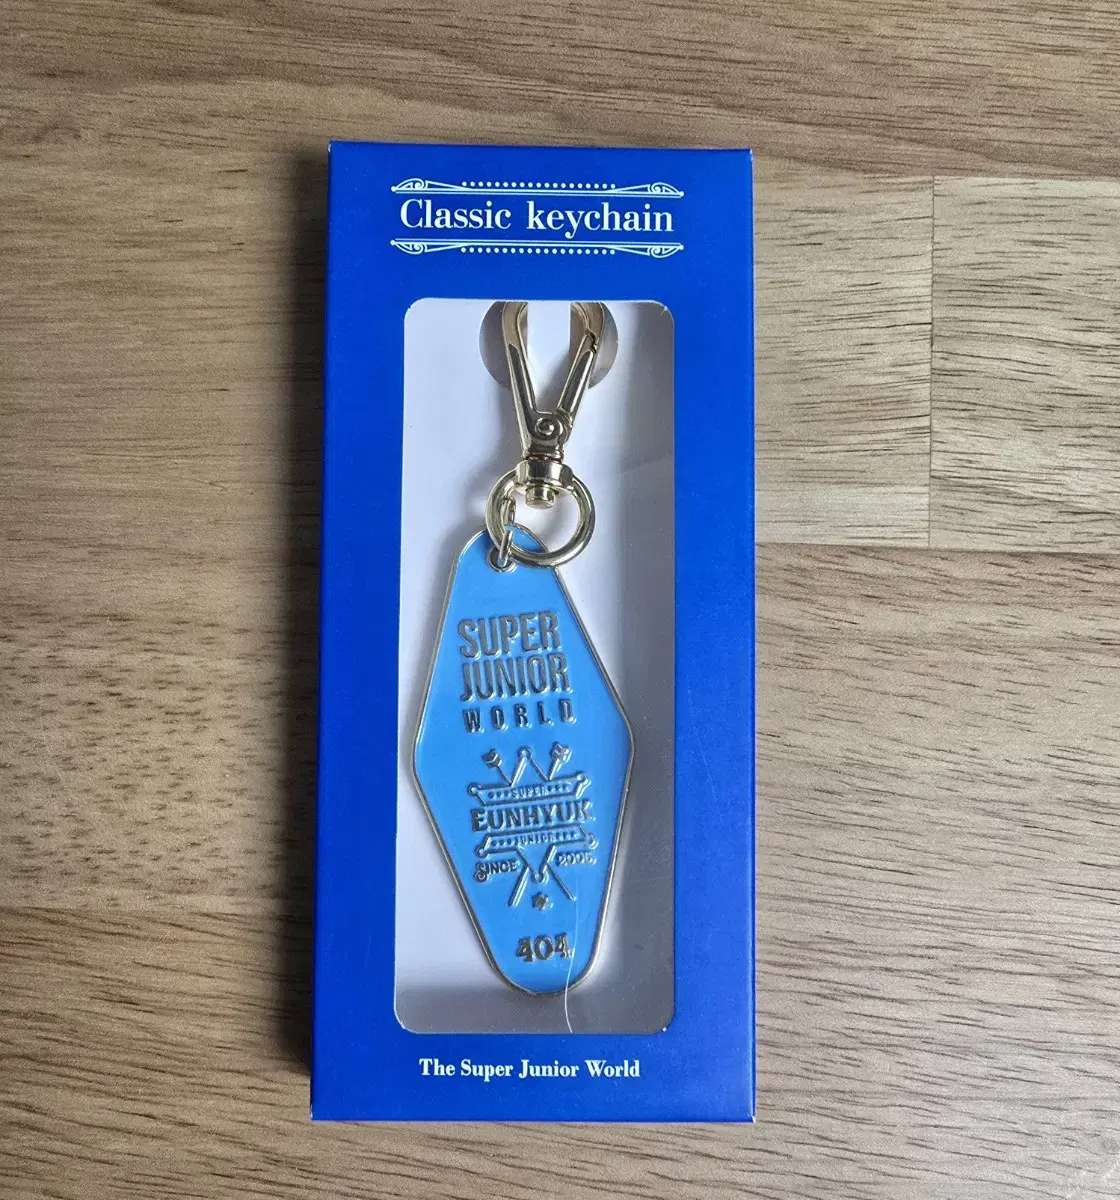 Classic keychain
SUPER
JUNIOR
WORLD
SUPER
EUNHYUK
JUNIOR
SINCE 2005
404
The Super Junior World